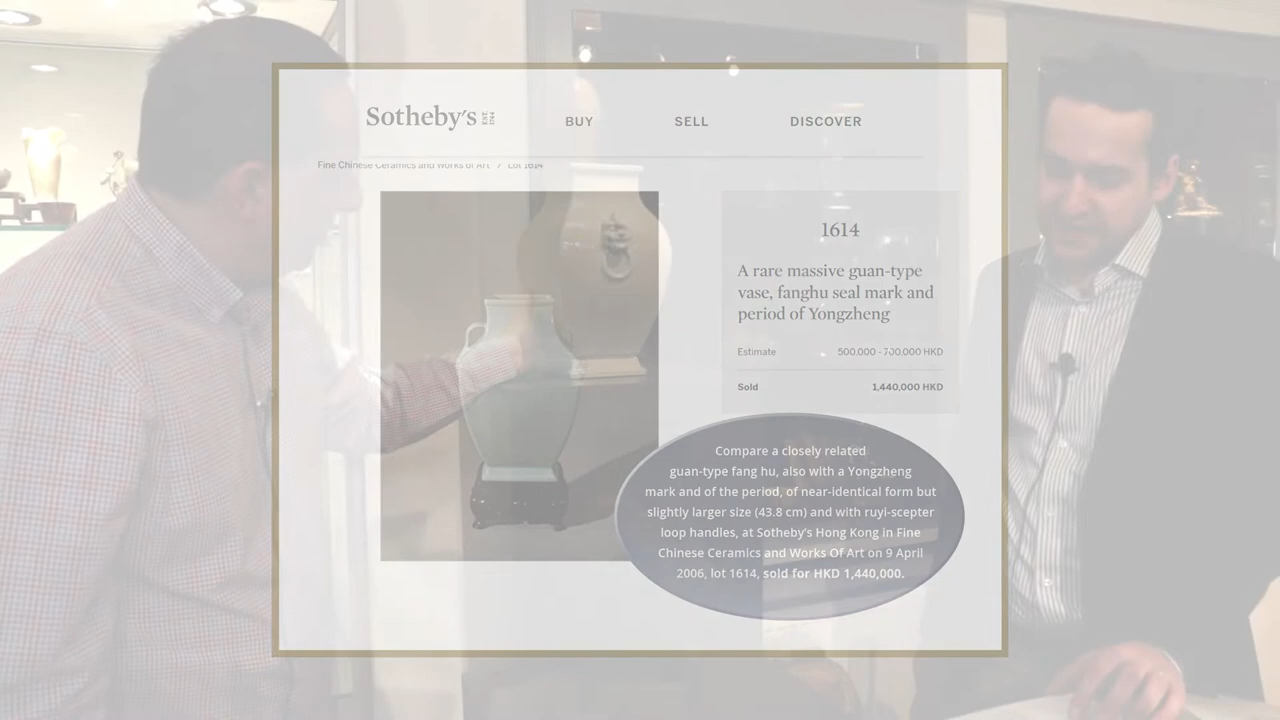 Sotheby's EST. 1744
BUY SELL DISCOVER
Fine Chinese Ceramics and Works of Art / Lot 1614
1614
A rare massive guan-type
vase, fanghu seal mark and
period of Yongzheng
Estimate 500,000 - 700,000 HKD
Sold 1,440,000 HKD
Compare a closely related
guan-type fang hu, also with a Yongzheng
mark and of the period, of near-identical form but
slightly larger size (43.8 cm) and with ruyi-scepter
loop handles, at Sotheby's Hong Kong in Fine
Chinese Ceramics and Works Of Art on 9 April
2006, lot 1614, sold for HKD 1,440,000.